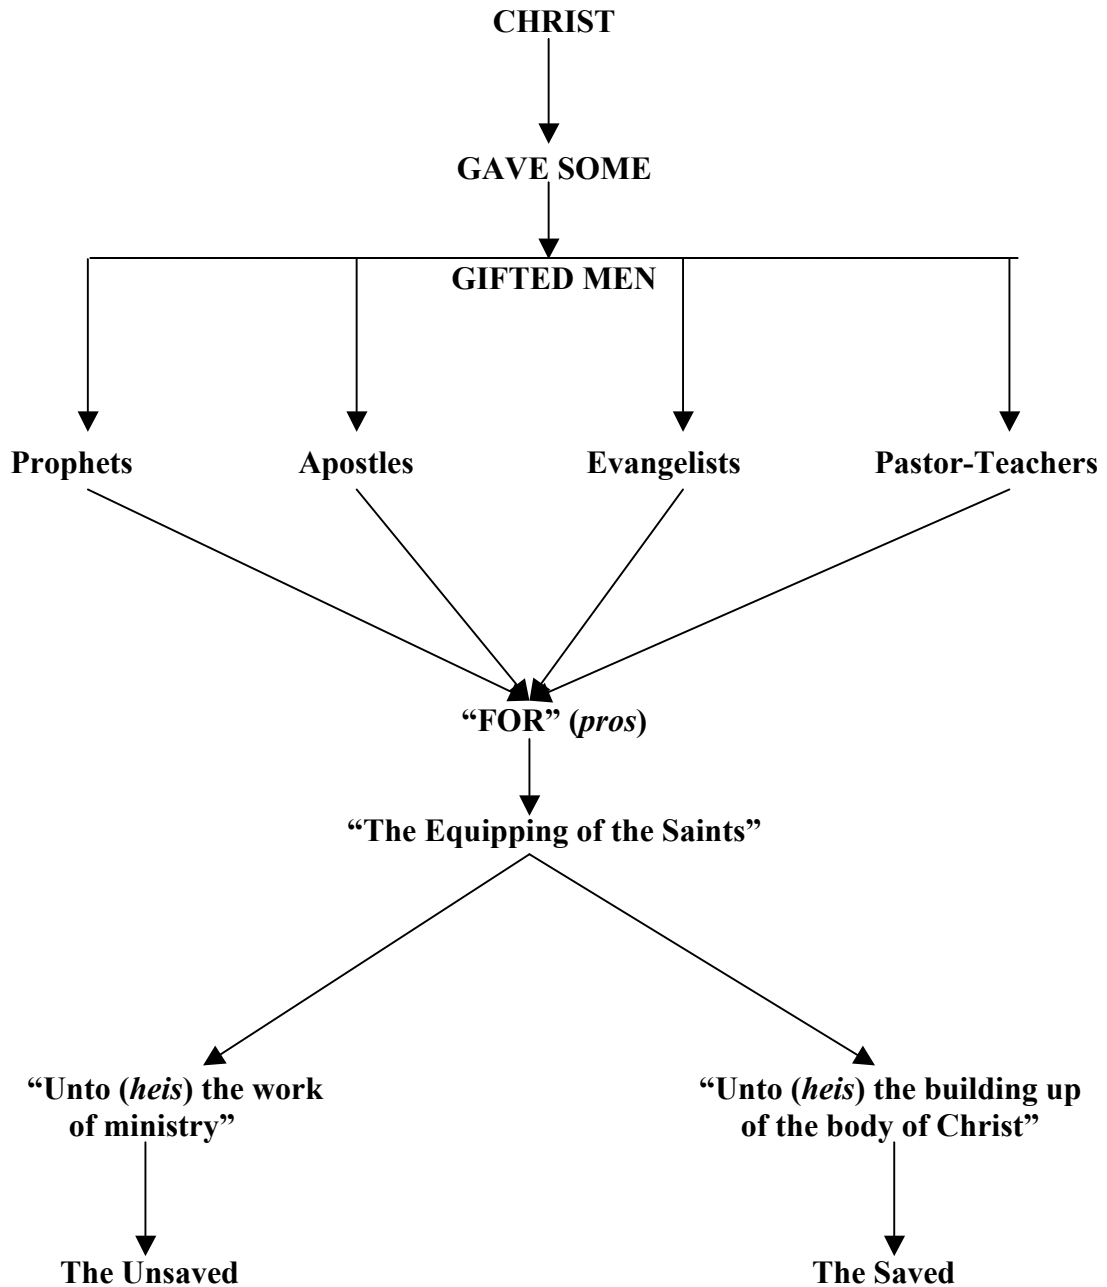 CHRIST
GAVE SOME
GIFTED MEN
Prophets
Apostles
Evangelists
Pastor-Teachers
“FOR” (pros)
“The Equipping of the Saints”
“Unto (heis) the work
of ministry”
“Unto (heis) the building up
of the body of Christ”
The Unsaved
The Saved